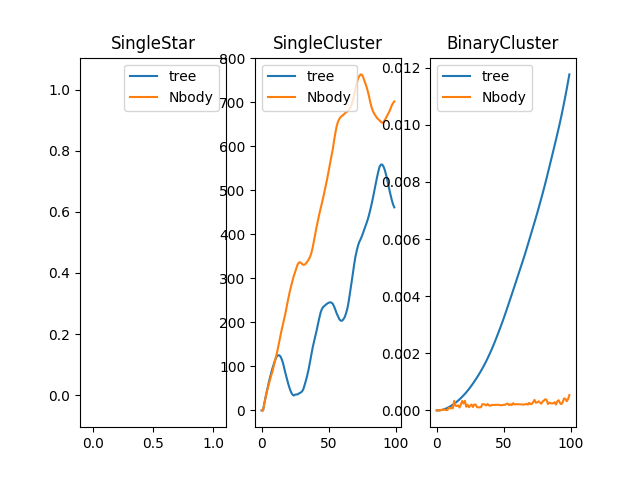 SingleStar
tree
Nbody
1.0
0.8
0.6
0.4
0.2
0.0
0.0 0.5 1.0
SingleCluster
tree
Nbody
800
700
600
500
400
300
200
100
0
0 50 100
BinaryCluster
tree
Nbody
0.012
0.010
0.008
0.006
0.004
0.002
0.000
0 50 100